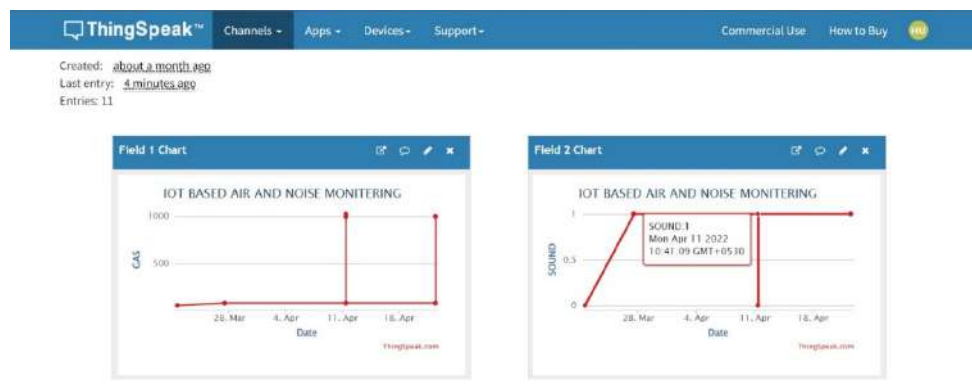 ThingSpeak™ Channels Apps Devices Support Commercial Use How to Buy HU
Created: about a month ago
Last entry: 4 minutes ago
Entries: 11
Field 1 Chart
IOT BASED AIR AND NOISE MONITERING
1000
500
GAS
28. Mar 4. Apr 11. Apr 18. Apr
Date
ThingSpeak.com
Field 2 Chart
IOT BASED AIR AND NOISE MONITERING
1
0.5
0
SOUND
SOUND:1
Mon Apr 11 2022
10:41:09 GMT+0530
28. Mar 4. Apr 11. Apr 18. Apr
Date
ThingSpeak.com